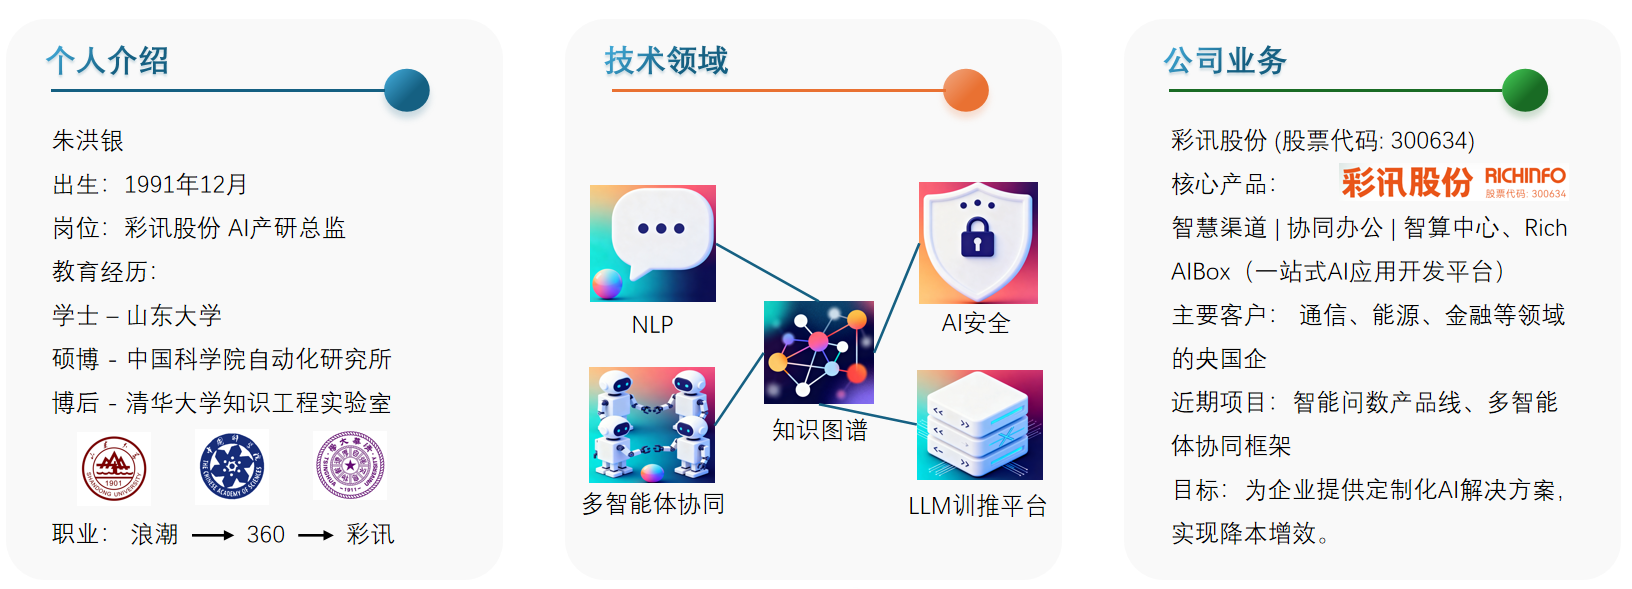 个人介绍
朱洪银
出生：1991年12月
岗位：彩讯股份 AI产研总监
教育经历：
学士 – 山东大学
硕博 - 中国科学院自动化研究所
博后 - 清华大学知识工程实验室
1901
SHANDONG UNIVERSITY
THE CHINESE ACADEMY OF SCIENCES
TSINGHUA UNIVERSITY
-1911-
职业： 浪潮 → 360 → 彩讯
技术领域
NLP
AI安全
知识图谱
多智能体协同
LLM训推平台
公司业务
彩讯股份 (股票代码: 300634)
核心产品：
彩讯股份 RICHINFO
股票代码: 300634
智慧渠道 | 协同办公 | 智算中心、Rich
AIBox（一站式AI应用开发平台）
主要客户： 通信、能源、金融等领域
的央国企
近期项目：智能问数产品线、多智能
体协同框架
目标：为企业提供定制化AI解决方案，
实现降本增效。